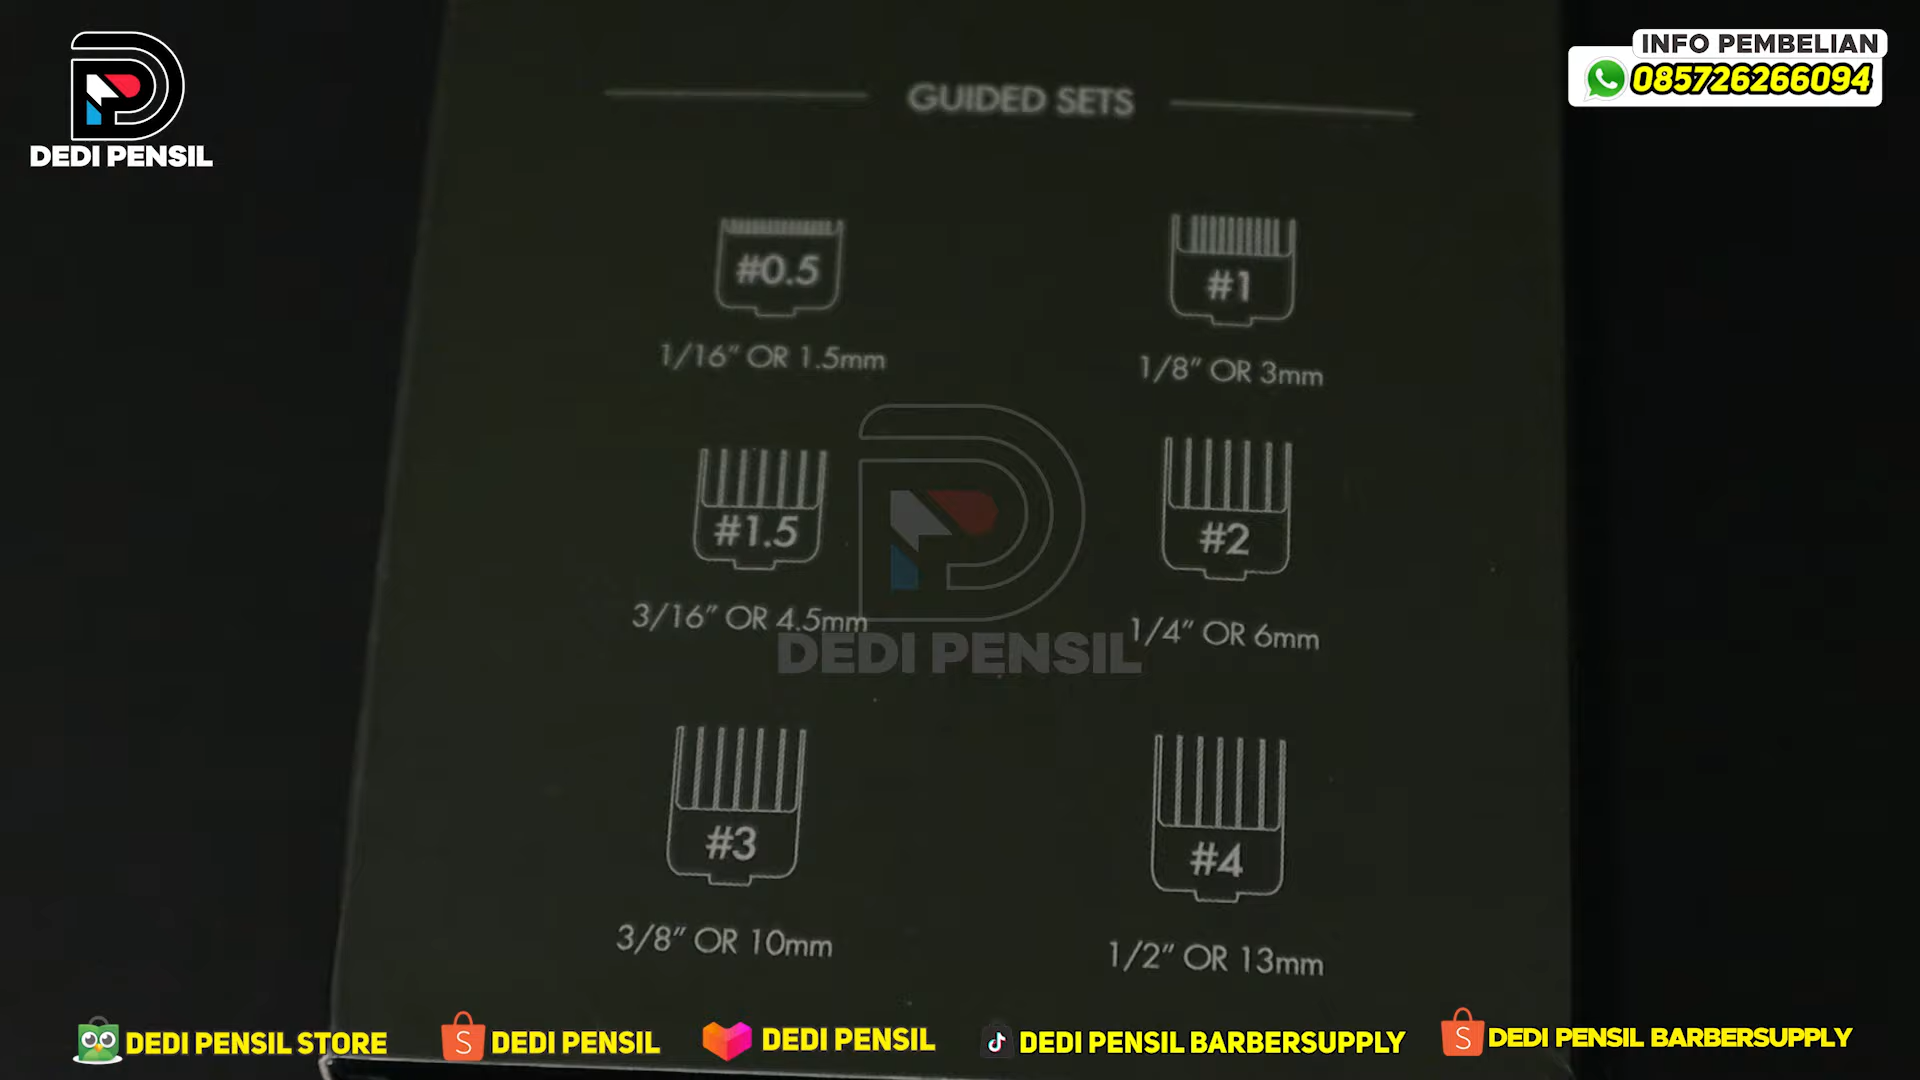 DEDI PENSIL
INFO PEMBELIAN
085726266094
GUIDED SETS
#0.5
#1
1/16” OR 1.5mm
1/8” OR 3mm
#1.5
#2
3/16” OR 4.5mm
1/4” OR 6mm
DEDI PENSIL
#3
#4
3/8” OR 10mm
1/2” OR 13mm
DEDI PENSIL STORE
DEDI PENSIL
DEDI PENSIL
DEDI PENSIL BARBERSUPPLY
DEDI PENSIL BARBERSUPPLY